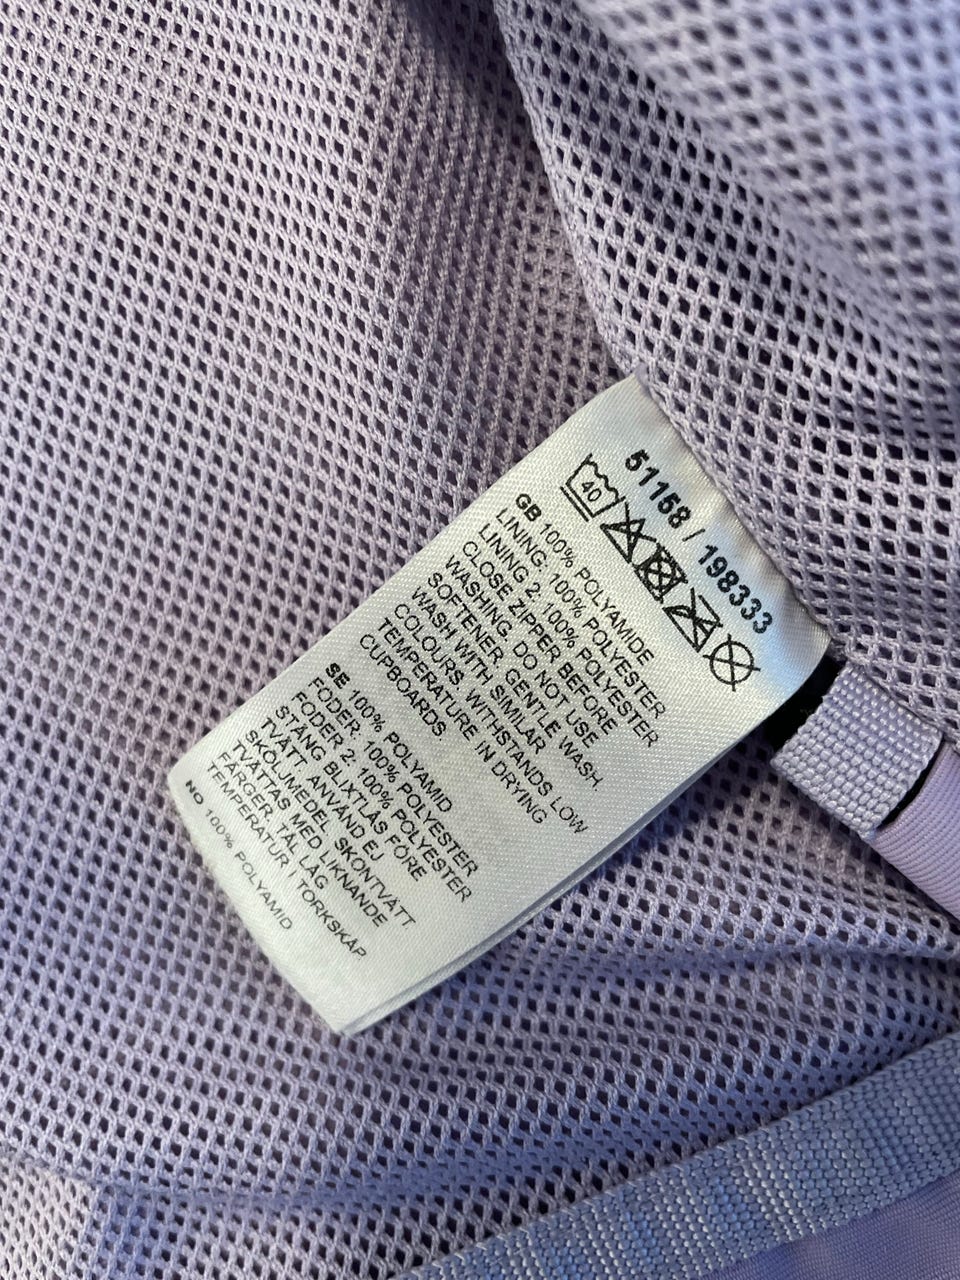 51158 / 198333
40
GB 100% POLYAMIDE
LINING: 100% POLYESTER
LINING 2. 100% POLYESTER
CLOSE ZIPPER BEFORE
WASHING. DO NOT USE
SOFTENER. GENTLE WASH.
WASH WITH SIMILAR
COLOURS. WITHSTANDS LOW
TEMPERATURE IN DRYING
CUPBOARDS.
SE 100% POLYAMID
FODER. 100% POLYESTER
FODER 2. 100% POLYESTER
STÄNG BLIXTLÅS FÖRE
TVÄTT. ANVÄND EJ
SKÖLJMEDEL. SKONTVÄTT.
TVÄTTAS MED LIKNANDE
FÄRGER. TÅL LÅG
TEMPERATUR I TORKSKÅP
NO 100% POLYAMID